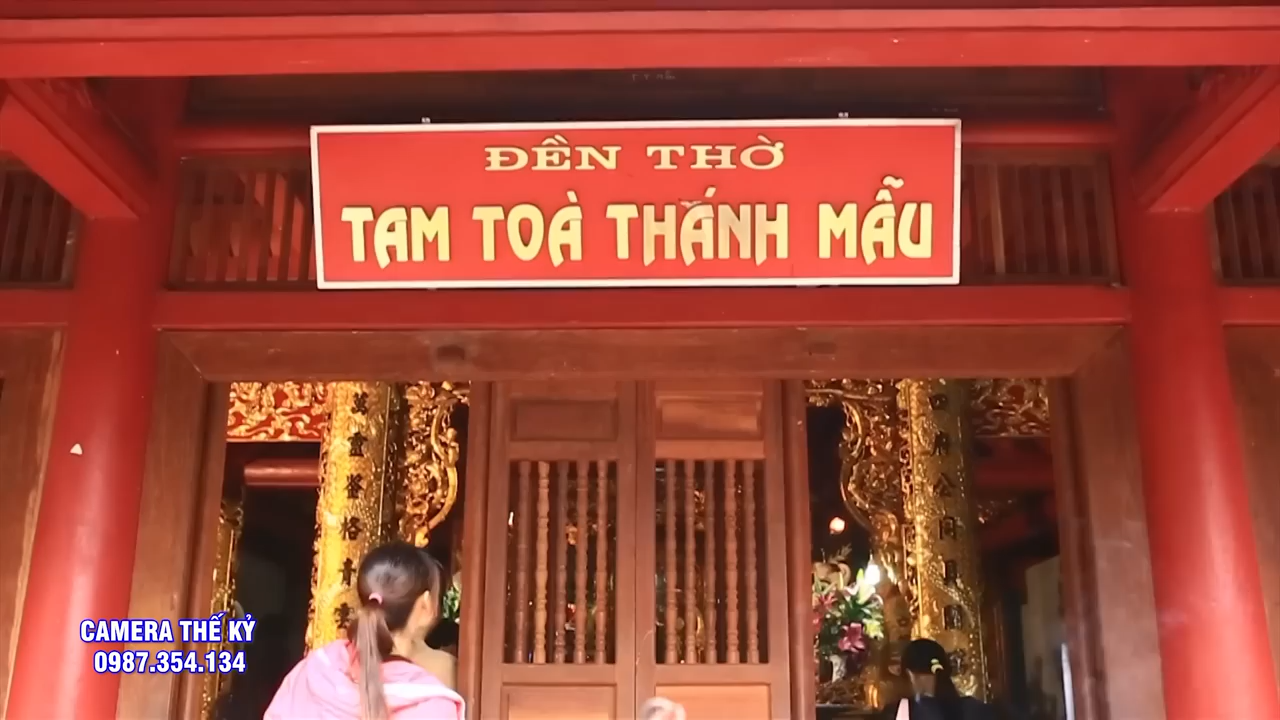 ĐỀN THỜ
TAM TOÀ THÁNH MẪU
CAMERA THẾ KỶ
0987.354.134